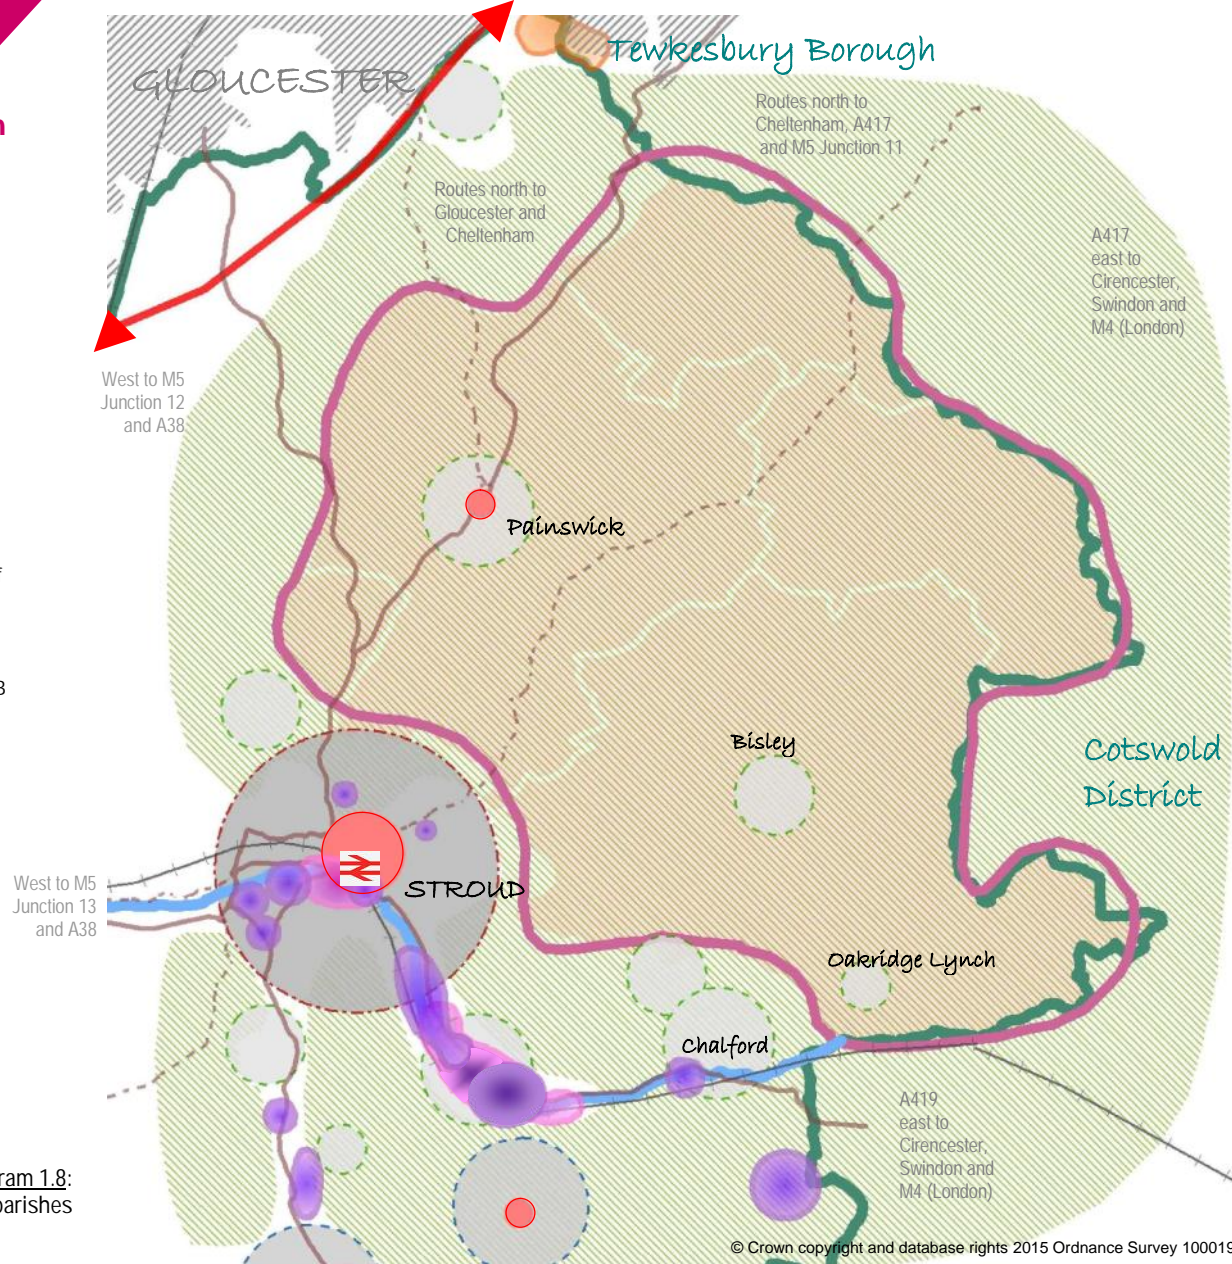 GLOUCESTER
Tewkesbury Borough
Routes north to
Cheltenham, A417
and M5 Junction 11
Routes north to
Gloucester and
Cheltenham
A417
east to
Cirencester,
Swindon and
M4 (London)
West to M5
Junction 12
and A38
Painswick
Bisley
Cotswold
District
West to M5
Junction 13
and A38
STROUD
Oakridge Lynch
Chalford
A419
east to
Cirencester,
Swindon and
M4 (London)
ram 1.8:
parishes
© Crown copyright and database rights 2015 Ordnance Survey 100019